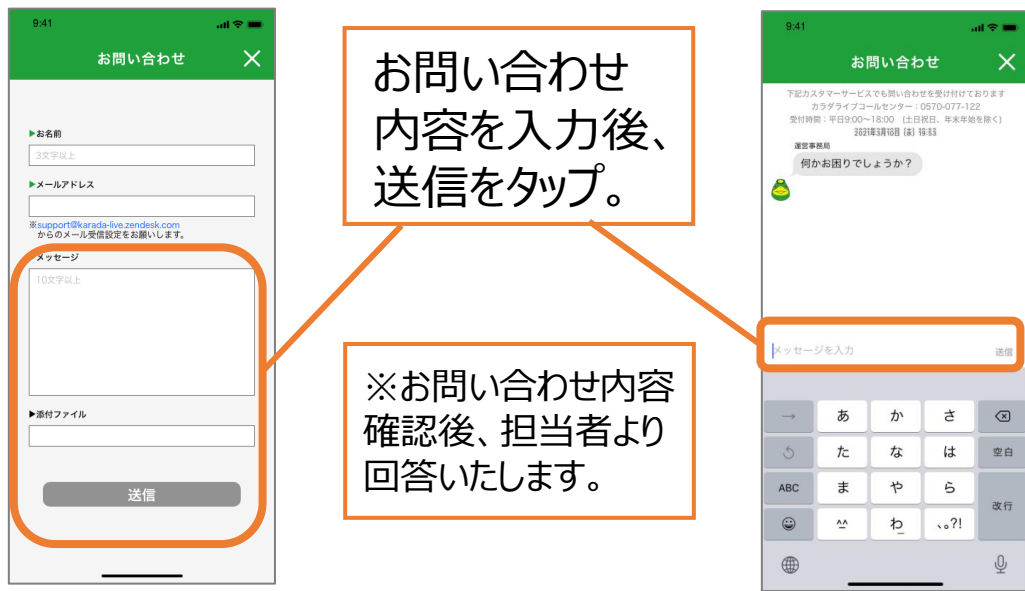 9:41
お問い合わせ
▶お名前
3文字以上
▶メールアドレス
※support@karada-live.zendesk.com
からのメール受信設定をお願いします。
メッセージ
10文字以上
▶添付ファイル
送信
お問い合わせ
内容を入力後、
送信をタップ。
※お問い合わせ内容
確認後、担当者より
回答いたします。
9:41
お問い合わせ
下記カスタマーサービスでも問い合わせを受け付けております
カラダライブコールセンター：0570-077-122
受付時間：平日9:00〜18:00 （土日祝日、年末年始を除く）
運営事務局
何かお困りでしょうか？
メッセージを入力
送信
→ あ か さ
た な は 空白
ABC ま や ら
改行
^^ わ_ 、。?!